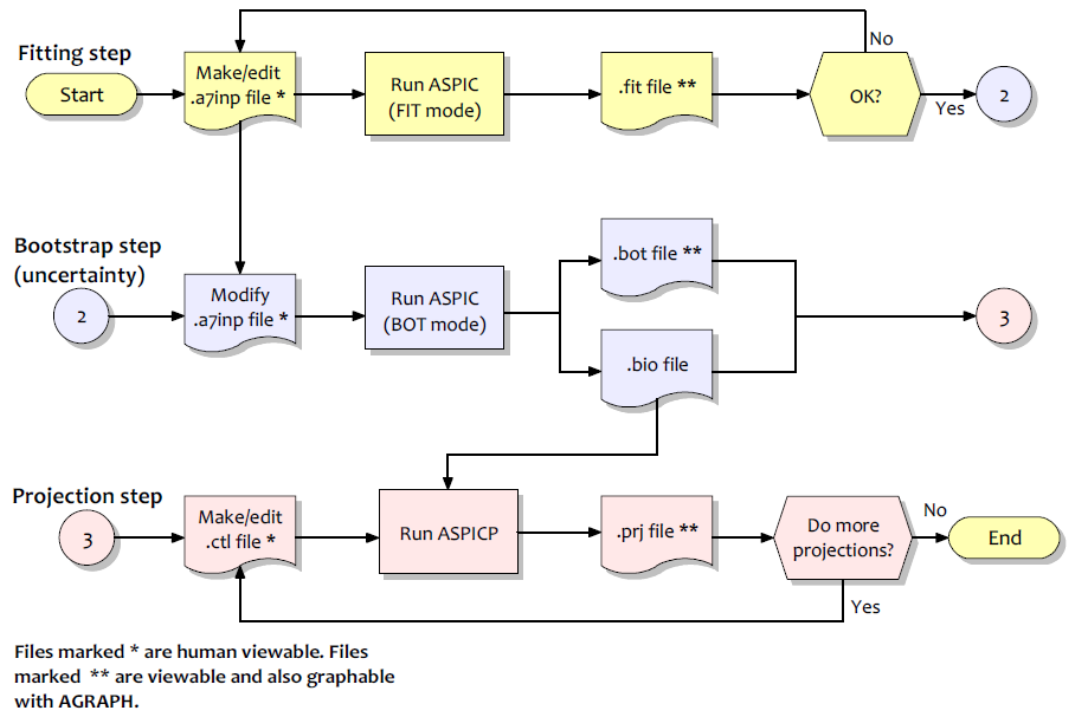 Fitting step
Start
Make/edit
.a7inp file *
Run ASPIC
(FIT mode)
.fit file **
OK?
No
Yes
2
Bootstrap step
(uncertainty)
2
Modify
.a7inp file *
Run ASPIC
(BOT mode)
.bot file **
.bio file
3
Projection step
3
Make/edit
.ctl file *
Run ASPICP
.prj file **
Do more
projections?
No
Yes
End
Files marked * are human viewable. Files
marked ** are viewable and also graphable
with AGRAPH.